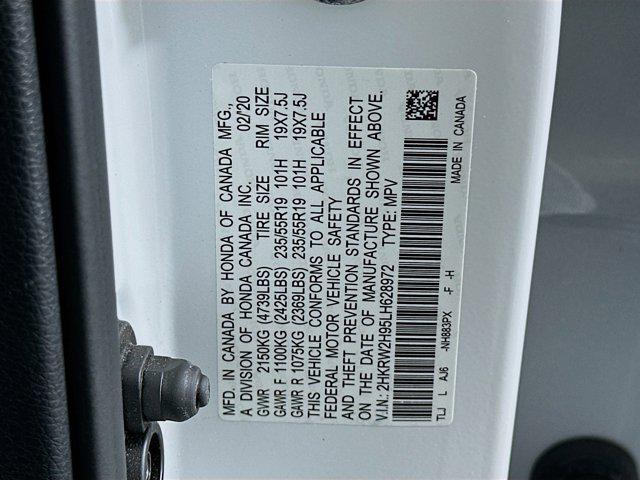 MFD. IN CANADA BY HONDA OF CANADA MFG.,
A DIVISION OF HONDA CANADA INC. 02/20
GVWR 2150KG (4739LBS) TIRE SIZE RIM SIZE
GAWR F 1100KG (2425LBS) 235/55R19 101H 19X7.5J
GAWR R 1075KG (2369LBS) 235/55R19 101H 19X7.5J
THIS VEHICLE CONFORMS TO ALL APPLICABLE
FEDERAL MOTOR VEHICLE SAFETY
AND THEFT PREVENTION STANDARDS IN EFFECT
ON THE DATE OF MANUFACTURE SHOWN ABOVE.
V.I.N.: 2HKRW2H95LH628972 TYPE: MPV
TLJ L AJ6 -NH883PX -F -H MADE IN CANADA